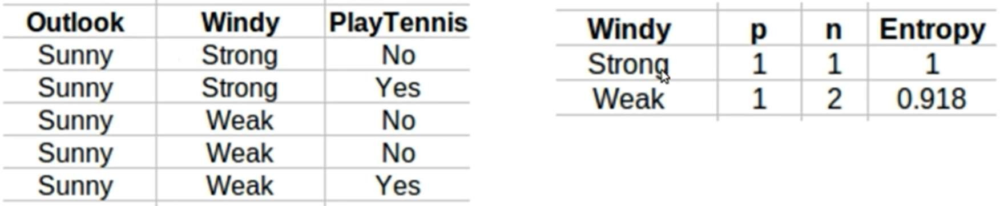 Outlook Windy PlayTennis
Sunny Strong No
Sunny Strong Yes
Sunny Weak No
Sunny Weak No
Sunny Weak Yes
Windy p n Entropy
Strong 1 1 1
Weak 1 2 0.918